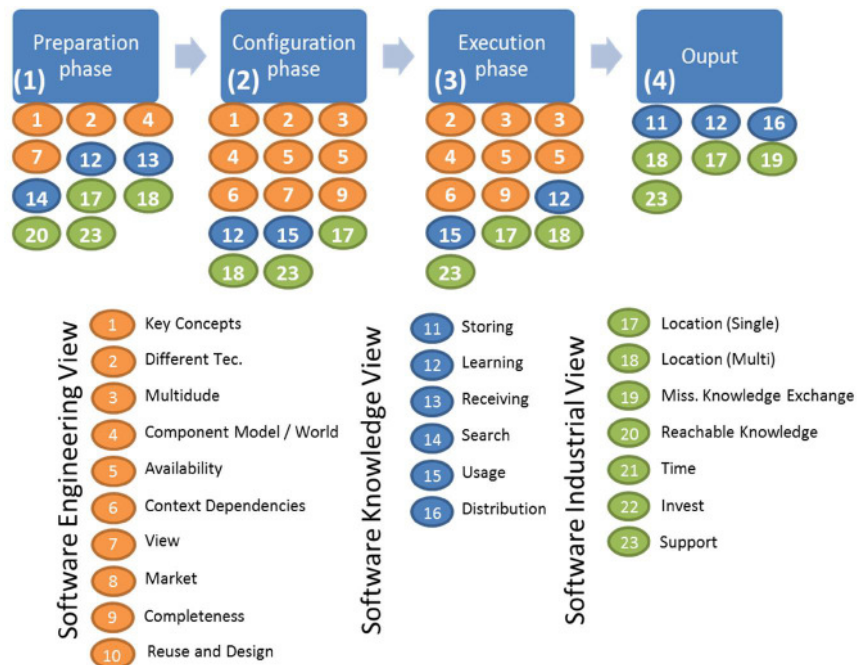 Preparation
phase
(1)
Configuration
phase
(2)
Execution
phase
(3)
Ouput
(4)
1 2 4
7 12 13
14 17 18
20 23
1 2 3
4 5 5
6 7 9
12 15 17
18 23
2 3 3
4 5 5
6 9 12
15 17 18
23
11 12 16
18 17 19
23
Software Engineering View
1 Key Concepts
2 Different Tec.
3 Multidude
4 Component Model / World
5 Availability
6 Context Dependencies
7 View
8 Market
9 Completeness
10 Reuse and Design
Software Knowledge View
11 Storing
12 Learning
13 Receiving
14 Search
15 Usage
16 Distribution
Software Industrial View
17 Location (Single)
18 Location (Multi)
19 Miss. Knowledge Exchange
20 Reachable Knowledge
21 Time
22 Invest
23 Support